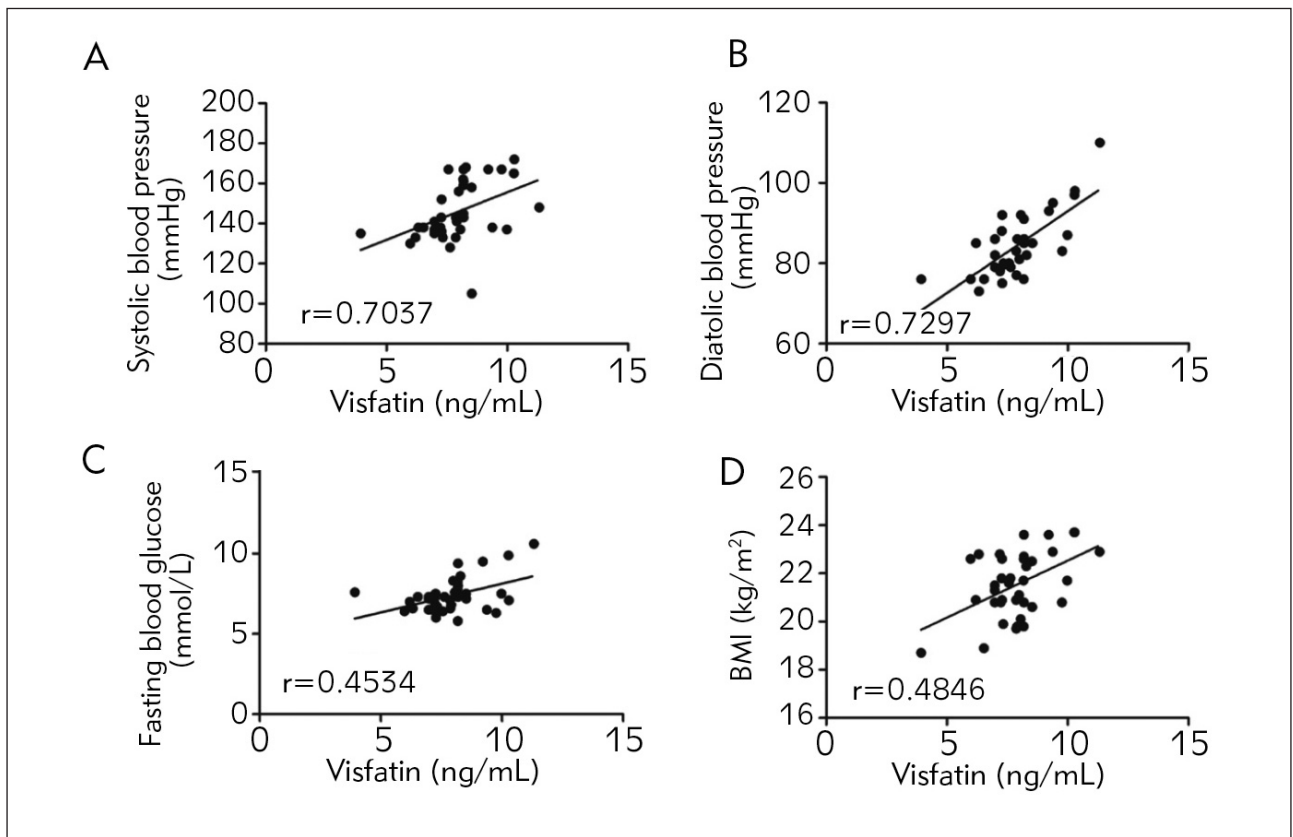 A
Systolic blood pressure
(mmHg)
200
180
160
140
120
100
80
r=0.7037
0
5
10
15
Visfatin (ng/mL)
B
Diatolic blood pressure
(mmHg)
120
100
80
60
r=0.7297
0
5
10
15
Visfatin (ng/mL)
C
Fasting blood glucose
(mmol/L)
15
10
5
0
r=0.4534
0
5
10
15
Visfatin (ng/mL)
D
BMI (kg/m²)
26
24
22
20
18
16
r=0.4846
0
5
10
15
Visfatin (ng/mL)